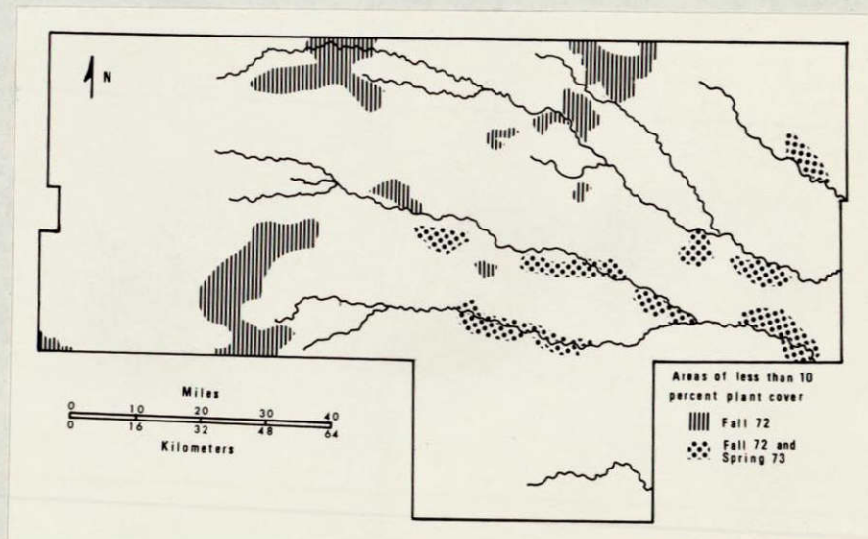 N
Miles
0 10 20 30 40
0 16 32 48 64
Kilometers
Areas of less than 10
percent plant cover
Fall 72
Fall 72 and
Spring 73